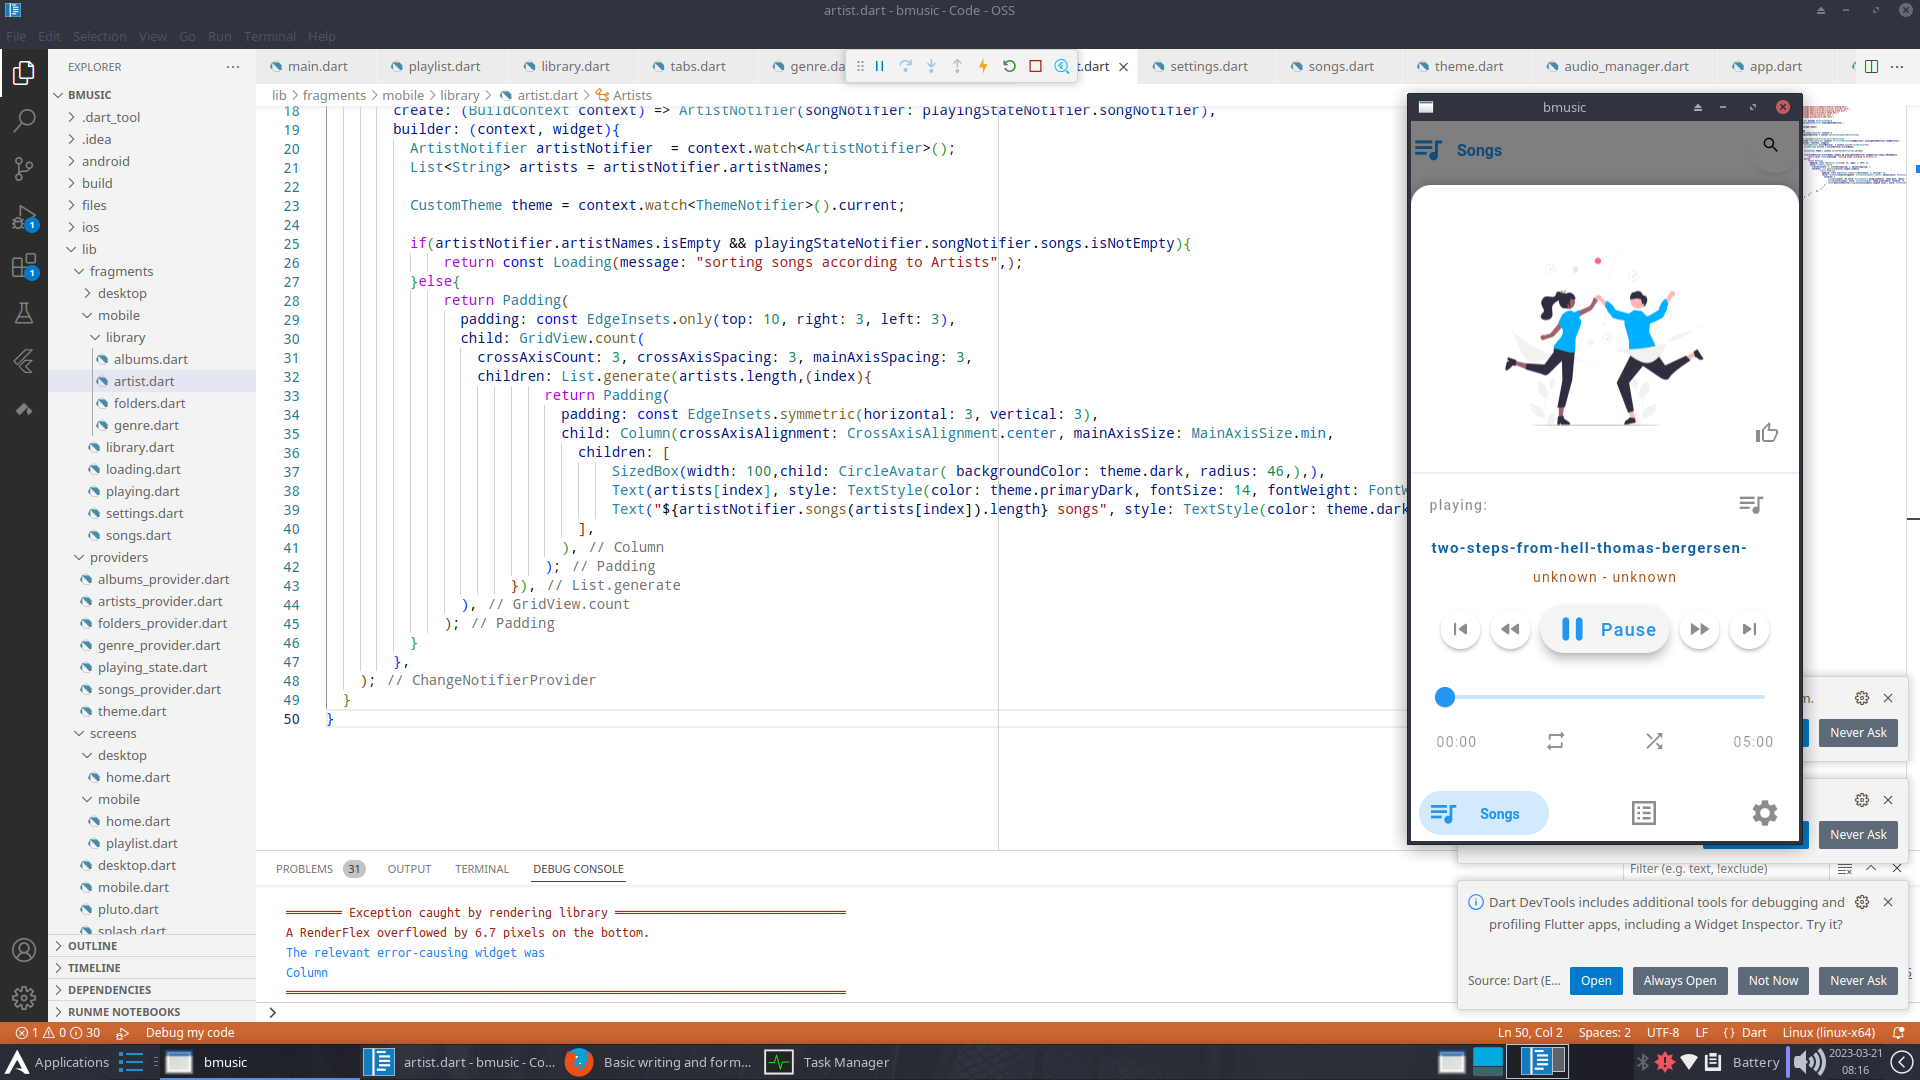 artist.dart - bmusic - Code - OSS
File Edit Selection View Go Run Terminal Help
EXPLORER
main.dart playlist.dart library.dart tabs.dart genre.da t.dart settings.dart songs.dart theme.dart audio_manager.dart app.dart
BMUSIC
.dart_tool
.idea
android
build
files
ios
lib
fragments
desktop
mobile
library
albums.dart
artist.dart
folders.dart
genre.dart
library.dart
loading.dart
playing.dart
settings.dart
songs.dart
providers
albums_provider.dart
artists_provider.dart
folders_provider.dart
genre_provider.dart
playing_state.dart
songs_provider.dart
theme.dart
screens
desktop
home.dart
mobile
home.dart
playlist.dart
desktop.dart
mobile.dart
pluto.dart
splash.dart
OUTLINE
TIMELINE
DEPENDENCIES
RUNME NOTEBOOKS
1
1
lib > fragments > mobile > library > artist.dart > Artists
18 create: (BuildContext context) => ArtistNotifier(songNotifier: playingStateNotifier.songNotifier),
19 builder: (context, widget){
20 ArtistNotifier artistNotifier  = context.watch<ArtistNotifier>();
21 List<String> artists = artistNotifier.artistNames;
22
23 CustomTheme theme = context.watch<ThemeNotifier>().current;
24
25 if(artistNotifier.artistNames.isEmpty && playingStateNotifier.songNotifier.songs.isNotEmpty){
26 return const Loading(message: "sorting songs according to Artists",);
27 }else{
28 return Padding(
29 padding: const EdgeInsets.only(top: 10, right: 3, left: 3),
30 child: GridView.count(
31 crossAxisCount: 3, crossAxisSpacing: 3, mainAxisSpacing: 3,
32 children: List.generate(artists.length,(index){
33 return Padding(
34 padding: const EdgeInsets.symmetric(horizontal: 3, vertical: 3),
35 child: Column(crossAxisAlignment: CrossAxisAlignment.center, mainAxisSize: MainAxisSize.min,
36 children: [
37 SizedBox(width: 100,child: CircleAvatar( backgroundColor: theme.dark, radius: 46,),),
38 Text(artists[index], style: TextStyle(color: theme.primaryDark, fontSize: 14, fontWeight: FontW
39 Text("${artistNotifier.songs(artists[index]).length} songs", style: TextStyle(color: theme.dark
40 ],
41 ), // Column
42 ); // Padding
43 }), // List.generate
44 ), // GridView.count
45 ); // Padding
46 }
47 },
48 ); // ChangeNotifierProvider
49 }
50 }
bmusic
Songs
playing:
two-steps-from-hell-thomas-bergersen-
unknown - unknown
Pause
00:00 05:00
Songs
PROBLEMS 31 OUTPUT TERMINAL DEBUG CONSOLE
Filter (e.g. text, !exclude)
Exception caught by rendering library
A RenderFlex overflowed by 6.7 pixels on the bottom.
The relevant error-causing widget was
Column
m.
Never Ask
Never Ask
Dart DevTools includes additional tools for debugging and
profiling Flutter apps, including a Widget Inspector. Try it?
Source: Dart (E... Open Always Open Not Now Never Ask
1 0 30 Debug my code
Ln 50, Col 2 Spaces: 2 UTF-8 LF {} Dart Linux (linux-x64)
Applications bmusic artist.dart - bmusic - Co... Basic writing and form... Task Manager
Battery 2023-03-21
08:16